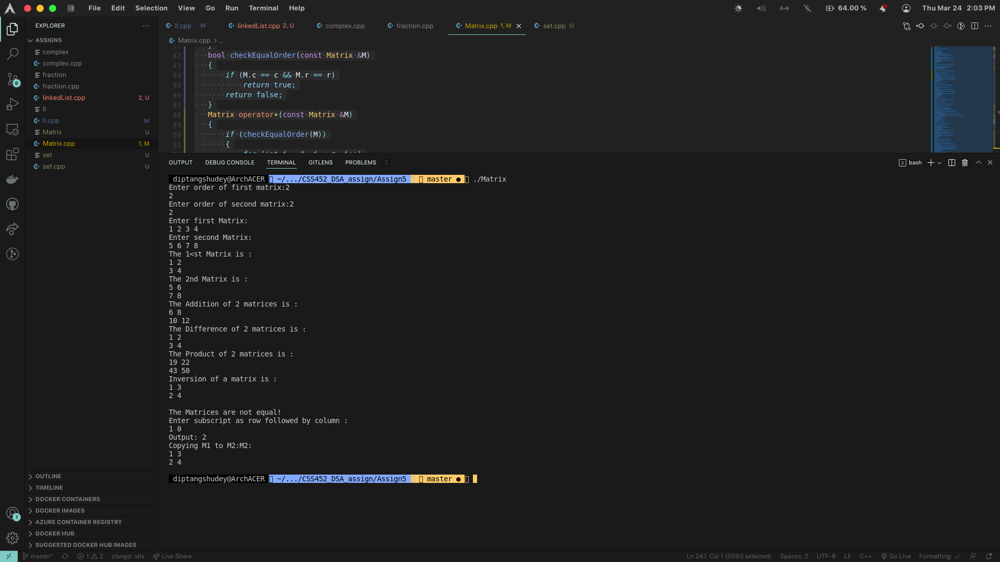 File Edit Selection View Go Run Terminal Help
64.00 %
Thu Mar 24 2:03 PM
EXPLORER
ll.cpp M
linkedList.cpp 2, U
complex.cpp
fraction.cpp
Matrix.cpp 1, M
set.cpp U
ASSIGN5
complex
complex.cpp
fraction
fraction.cpp
linkedList.cpp 2, U
ll
ll.cpp M
Matrix U
Matrix.cpp 1, M
set U
set.cpp U
OUTLINE
TIMELINE
DOCKER CONTAINERS
DOCKER IMAGES
AZURE CONTAINER REGISTRY
DOCKER HUB
SUGGESTED DOCKER HUB IMAGES
6
1
Matrix.cpp > ...
41 }
42 bool checkEqualOrder(const Matrix &M)
43 {
44 if (M.c == c && M.r == r)
45 return true;
46 return false;
47 }
48 Matrix operator+(const Matrix &M)
49 {
50 if (checkEqualOrder(M))
51 {
OUTPUT DEBUG CONSOLE TERMINAL GITLENS PROBLEMS 3
bash
diptangshudey@ArchACER ~/.../CSS452_DSA_assign/Assign5 master ● ./Matrix
Enter order of first matrix:2
2
Enter order of second matrix:2
2
Enter first Matrix:
1 2 3 4
Enter second Matrix:
5 6 7 8
The 1<st Matrix is :
1 2
3 4
The 2nd Matrix is :
5 6
7 8
The Addition of 2 matrices is :
6 8
10 12
The Difference of 2 matrices is :
1 2
3 4
The Product of 2 matrices is :
19 22
43 50
Inversion of a matrix is :
1 3
2 4
The Matrices are not equal!
Enter subscript as row followed by column :
1 0
Output: 2
Copying M1 to M2:M2:
1 3
2 4
diptangshudey@ArchACER ~/.../CSS452_DSA_assign/Assign5 master ●
master* 1 2 clangd: idle Live Share
Ln 247, Col 1 (5093 selected) Spaces: 2 UTF-8 LF C++ Go Live Formatting: ✓